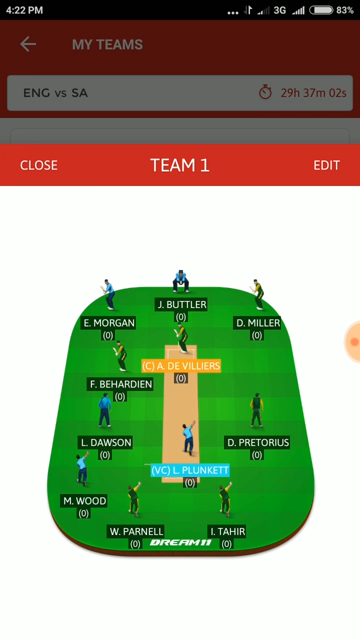 4:22 PM
... 3G 83%
MY TEAMS
ENG vs SA
29h 37m 02s
CLOSE TEAM 1 EDIT
J. BUTTLER
(0)
E. MORGAN
(0)
D. MILLER
(0)
(C) A. DE VILLIERS
(0)
F. BEHARDIEN
(0)
L. DAWSON
(0)
D. PRETORIUS
(0)
(VC) L. PLUNKETT
(0)
M. WOOD
(0)
W. PARNELL
(0)
I. TAHIR
(0)
DREAM11